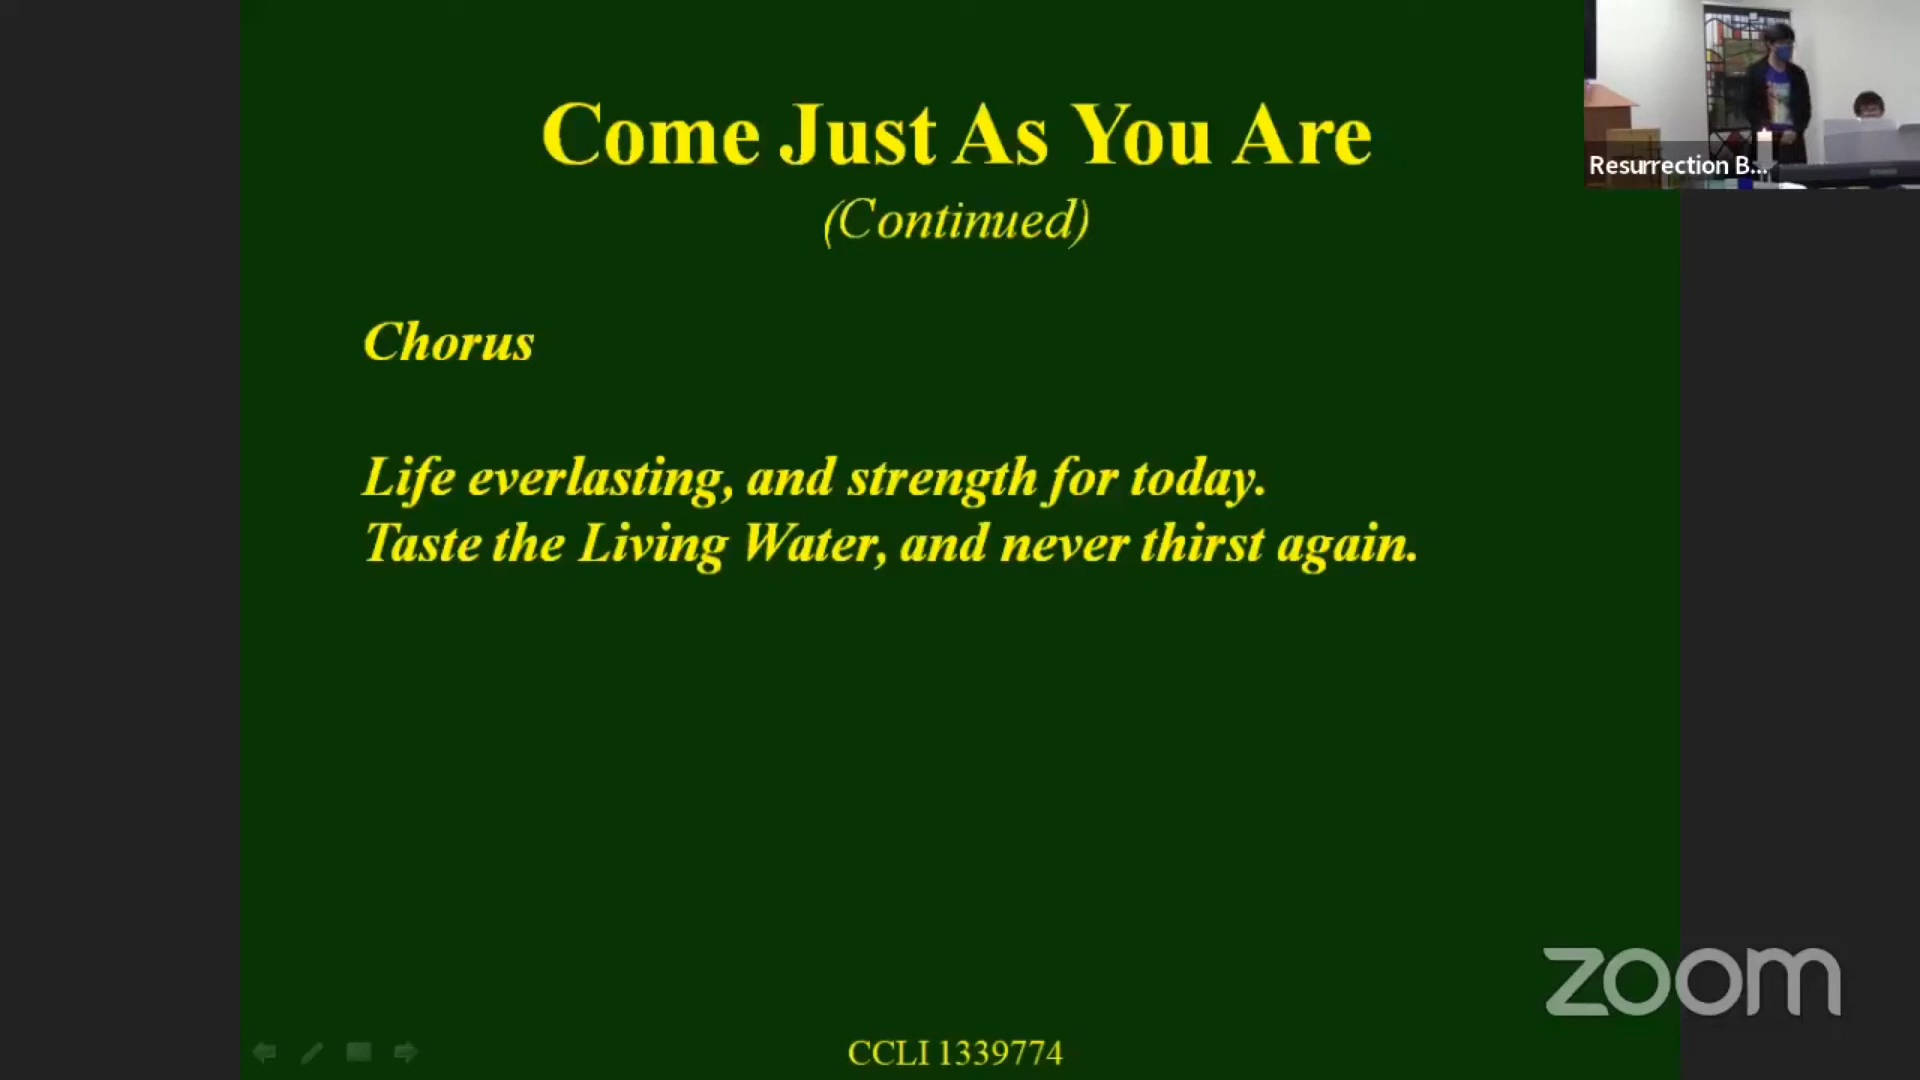 Come Just As You Are
(Continued)
Chorus
Life everlasting, and strength for today.
Taste the Living Water, and never thirst again.
CCLI 1339774
Resurrection B...
zoom